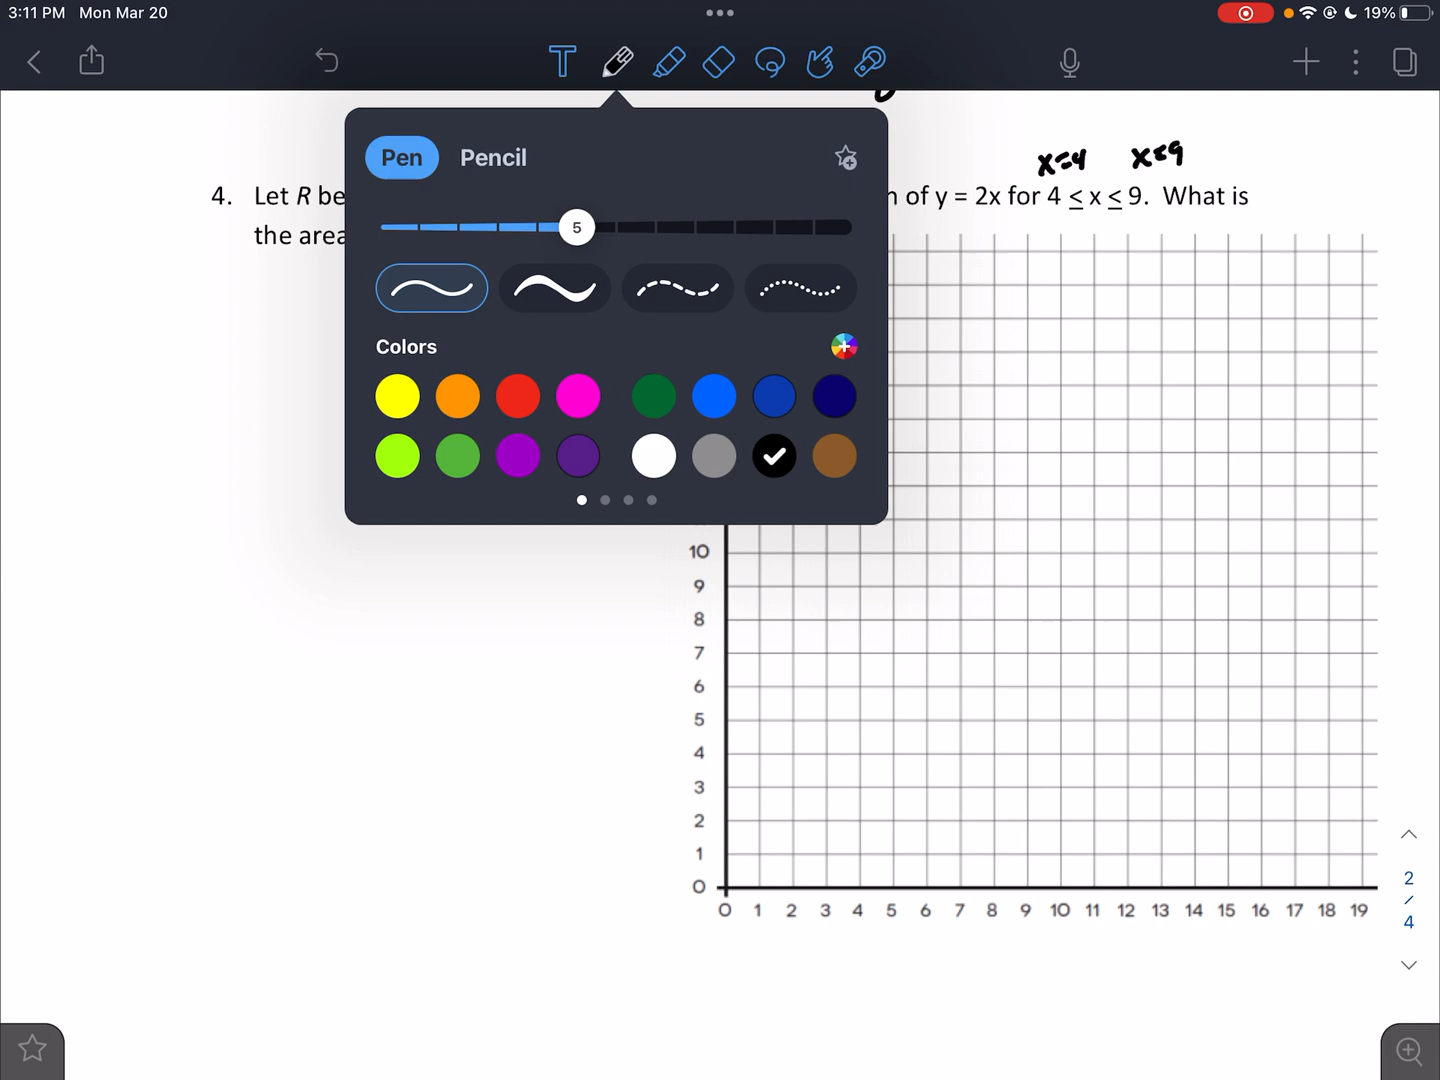 3:11 PM Mon Mar 20
19%
T
Pen Pencil
x=4 x=9
4. Let R be
of y = 2x for 4 ≤ x ≤ 9. What is
5
the area
Colors
10
9
8
7
6
5
4
3
2
1
0
0 1 2 3 4 5 6 7 8 9 10 11 12 13 14 15 16 17 18 19
2
/
4